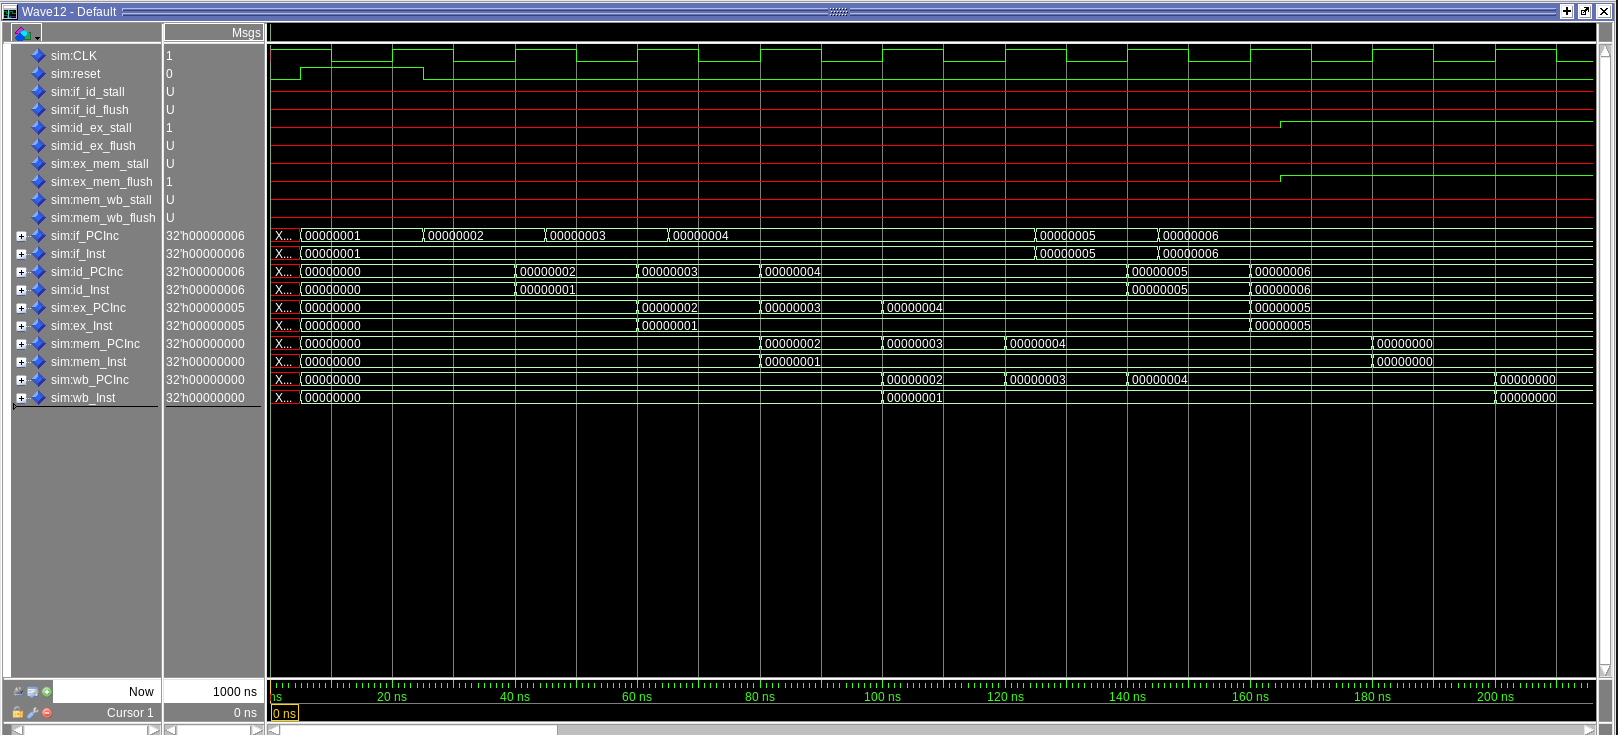 Wave12 - Default
Msgs
sim:CLK 1
sim:reset 0
sim:if_id_stall U
sim:if_id_flush U
sim:id_ex_stall 1
sim:id_ex_flush U
sim:ex_mem_stall U
sim:ex_mem_flush 1
sim:mem_wb_stall U
sim:mem_wb_flush U
sim:if_PCInc 32'h00000006 X... 00000001 00000002 00000003 00000004 00000005 00000006
sim:if_Inst 32'h00000006 X... 00000001 00000005 00000006
sim:id_PCInc 32'h00000006 X... 00000000 00000002 00000003 00000004 00000005 00000006
sim:id_Inst 32'h00000006 X... 00000000 00000001 00000005 00000006
sim:ex_PCInc 32'h00000005 X... 00000000 00000002 00000003 00000004 00000005
sim:ex_Inst 32'h00000005 X... 00000000 00000001 00000005
sim:mem_PCInc 32'h00000000 X... 00000000 00000002 00000003 00000004 00000000
sim:mem_Inst 32'h00000000 X... 00000000 00000001 00000000
sim:wb_PCInc 32'h00000000 X... 00000000 00000002 00000003 00000004 00000000
sim:wb_Inst 32'h00000000 X... 00000000 00000001 00000000
Now 1000 ns ns 20 ns 40 ns 60 ns 80 ns 100 ns 120 ns 140 ns 160 ns 180 ns 200 ns
Cursor 1 0 ns 0 ns